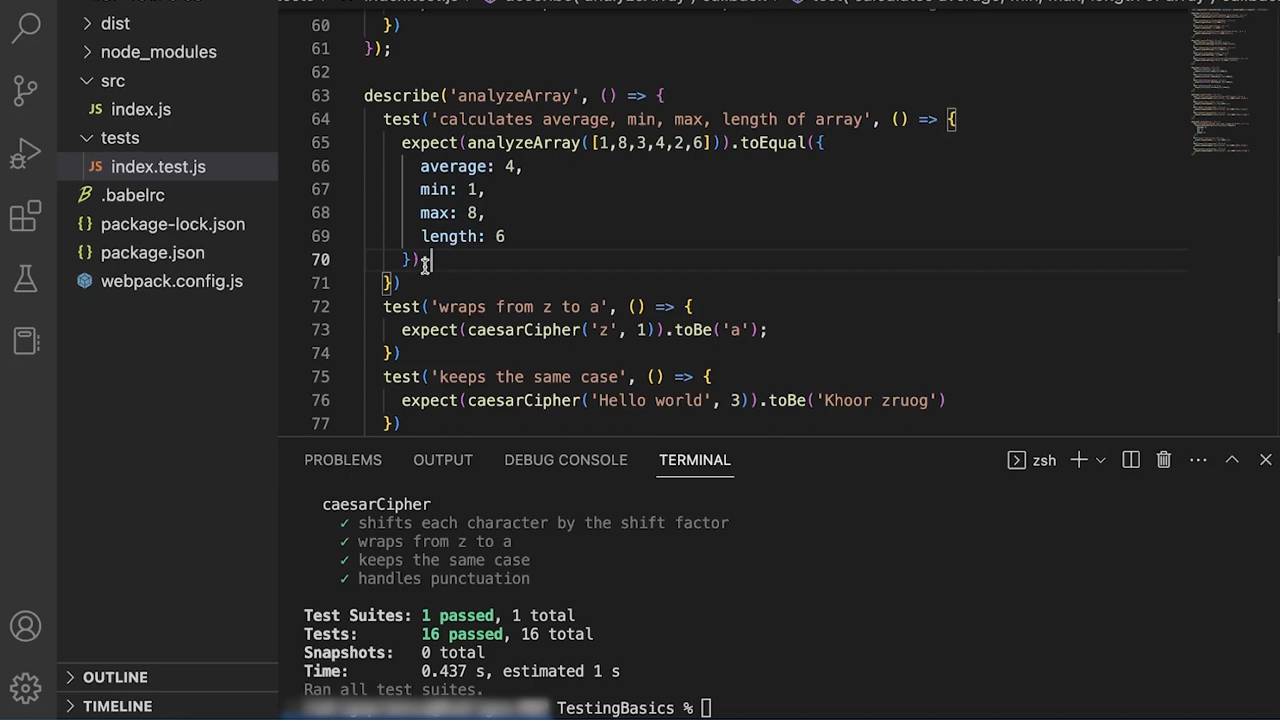 dist
node_modules
src
JS index.js
tests
JS index.test.js
.babelrc
{} package-lock.json
{} package.json
webpack.config.js
OUTLINE
TIMELINE
60 })
61 });
62
63 describe('analyzeArray', () => {
64 test('calculates average, min, max, length of array', () => {
65 expect(analyzeArray([1,8,3,4,2,6])).toEqual({
66 average: 4,
67 min: 1,
68 max: 8,
69 length: 6
70 });
71 })
72 test('wraps from z to a', () => {
73 expect(caesarCipher('z', 1)).toBe('a');
74 })
75 test('keeps the same case', () => {
76 expect(caesarCipher('Hello world', 3)).toBe('Khoor zruog')
77 })
PROBLEMS OUTPUT DEBUG CONSOLE TERMINAL zsh
caesarCipher
✓ shifts each character by the shift factor
✓ wraps from z to a
✓ keeps the same case
✓ handles punctuation
Test Suites: 1 passed, 1 total
Tests: 16 passed, 16 total
Snapshots: 0 total
Time: 0.437 s, estimated 1 s
Ran all test suites.
TestingBasics %